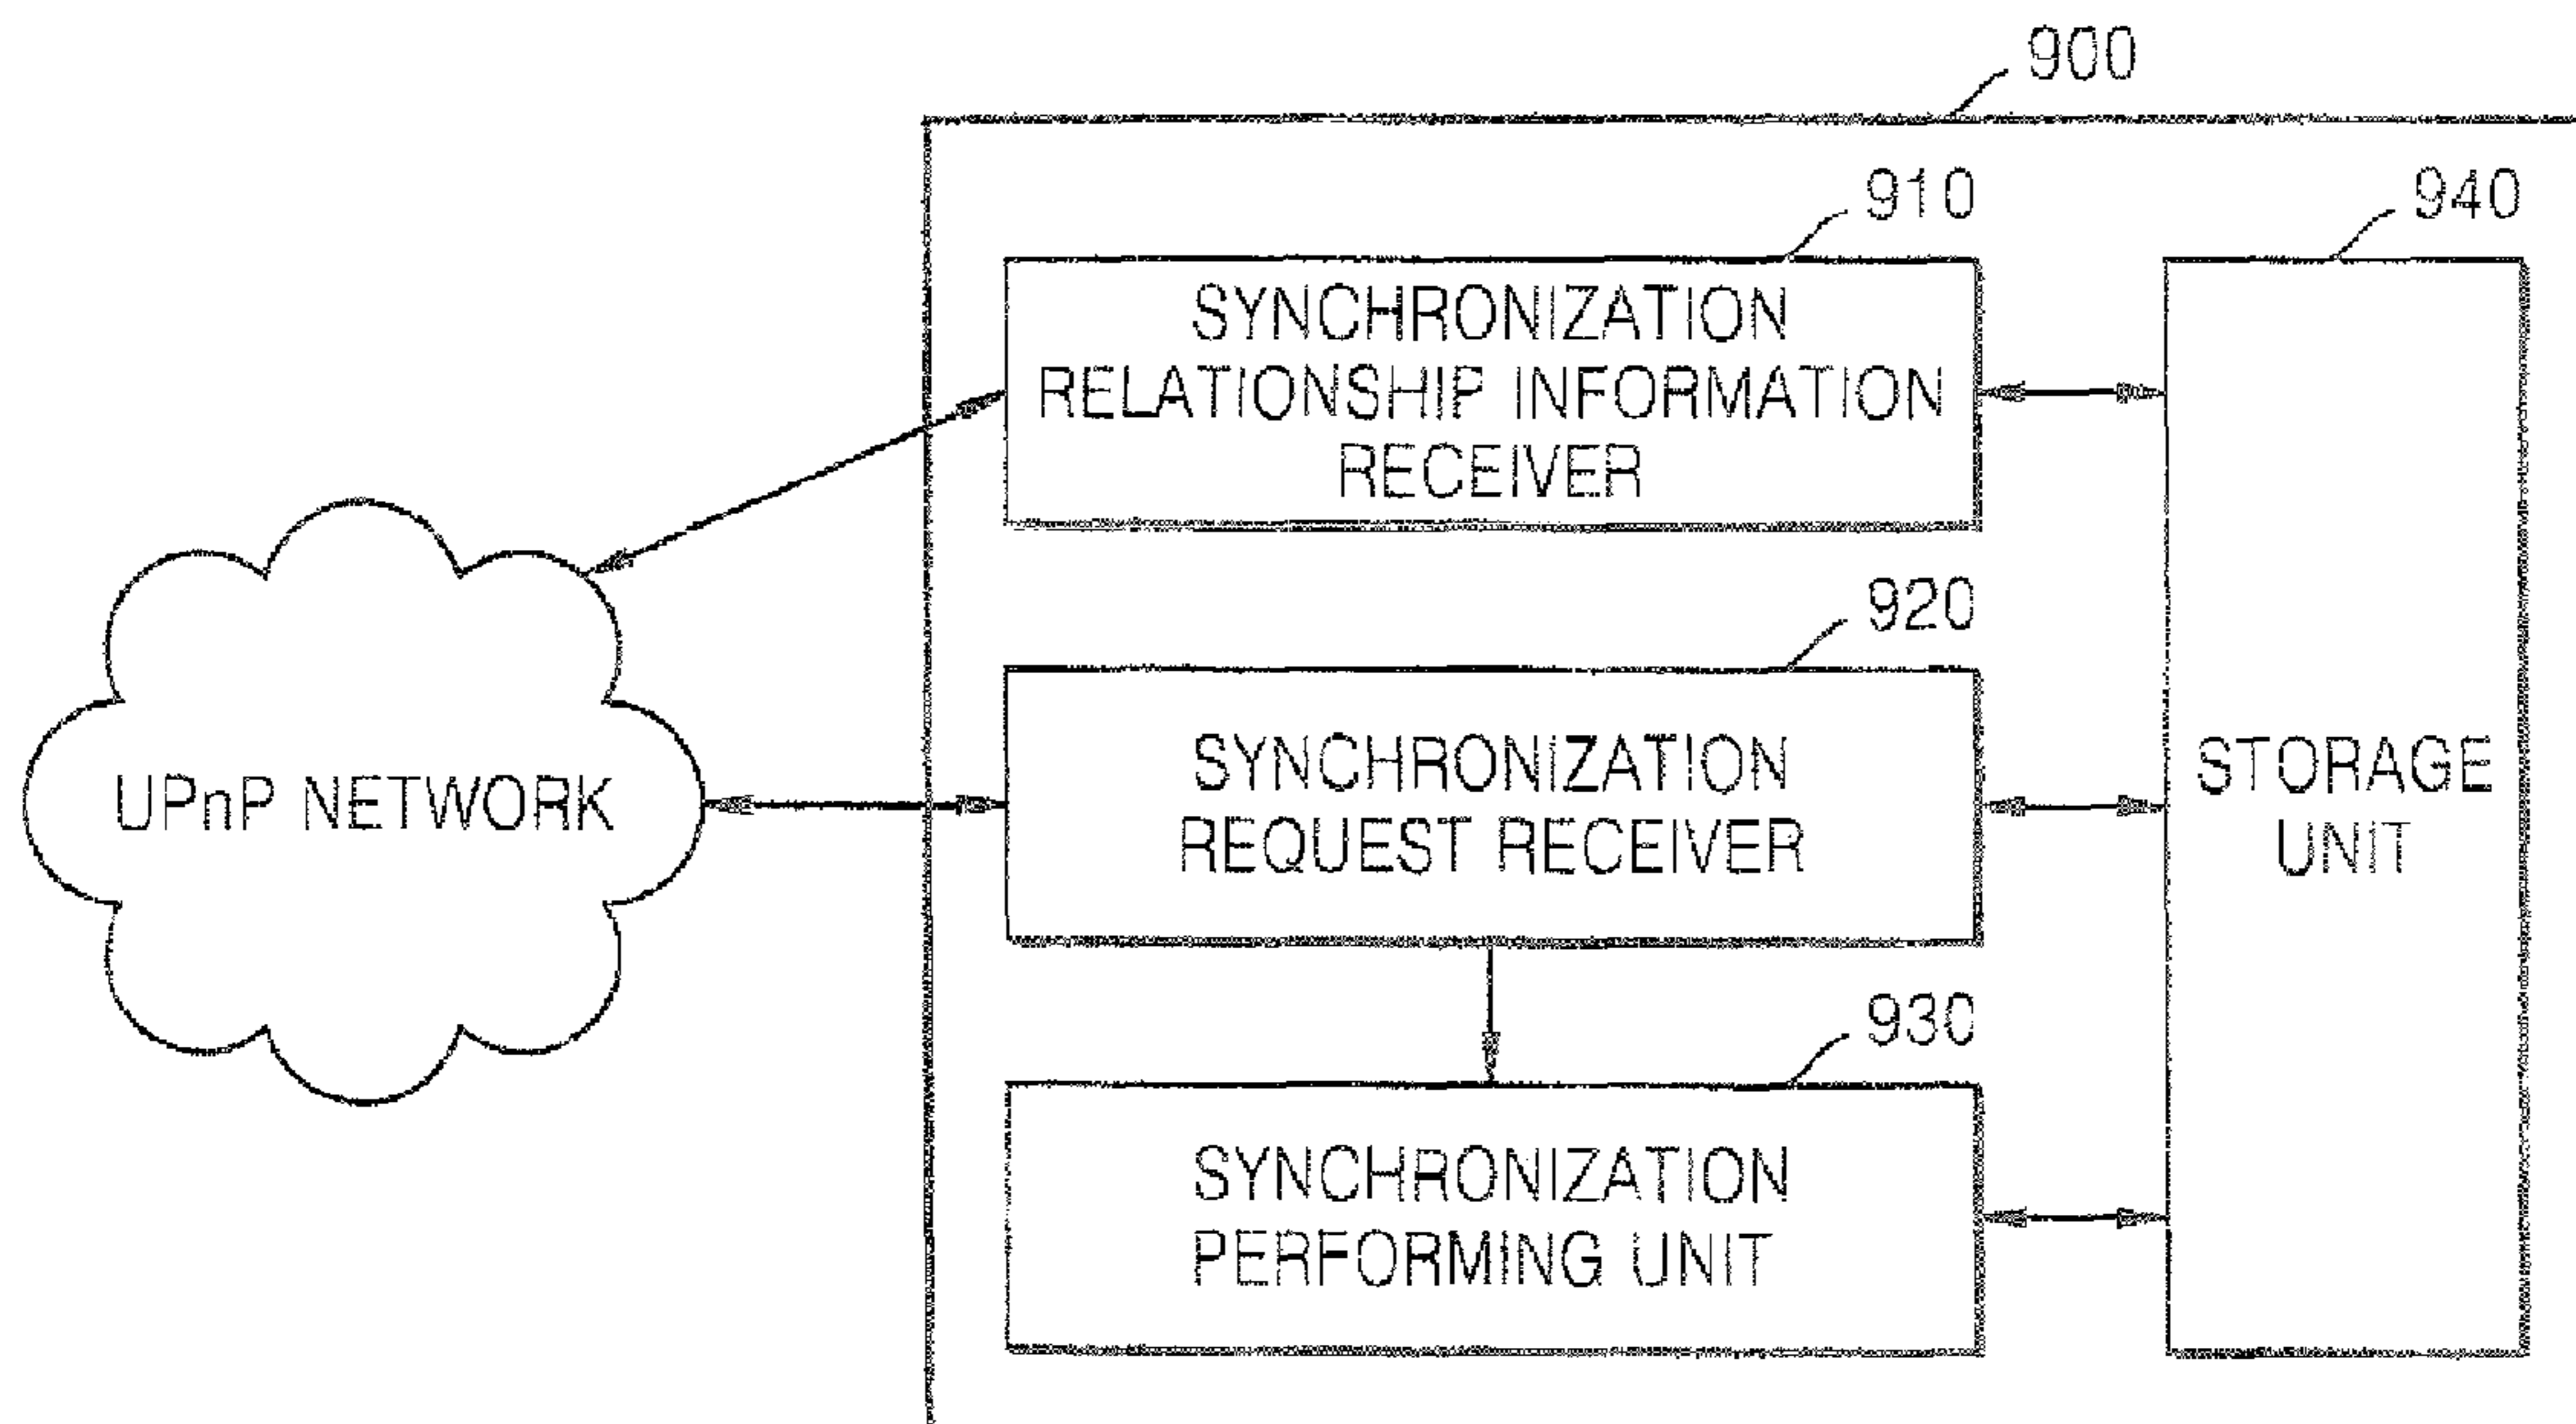 900
910
940
SYNCHRONIZATION
RELATIONSHIP INFORMATION
RECEIVER
920
UPnP NETWORK
SYNCHRONIZATION
REQUEST RECEIVER
STORAGE
UNIT
930
SYNCHRONIZATION
PERFORMING UNIT